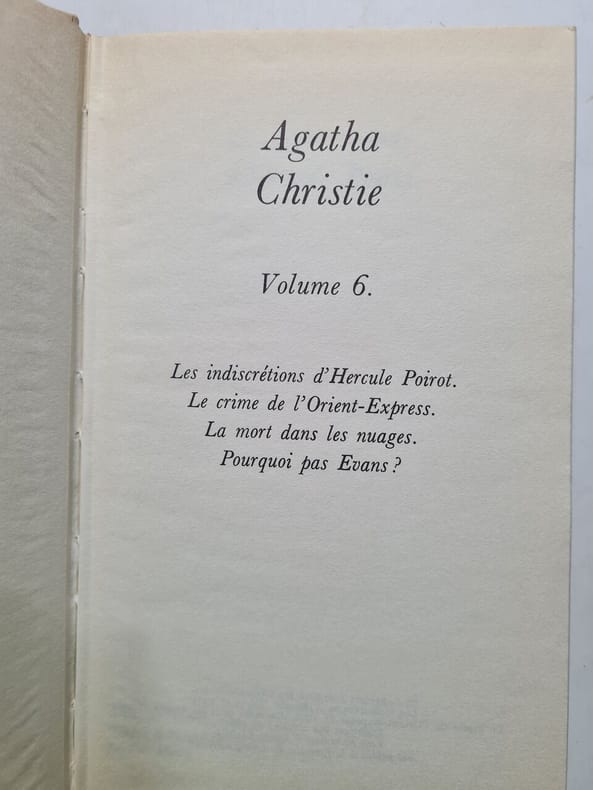 Agatha
Christie
Volume 6.
Les indiscrétions d'Hercule Poirot.
Le crime de l'Orient-Express.
La mort dans les nuages.
Pourquoi pas Evans ?